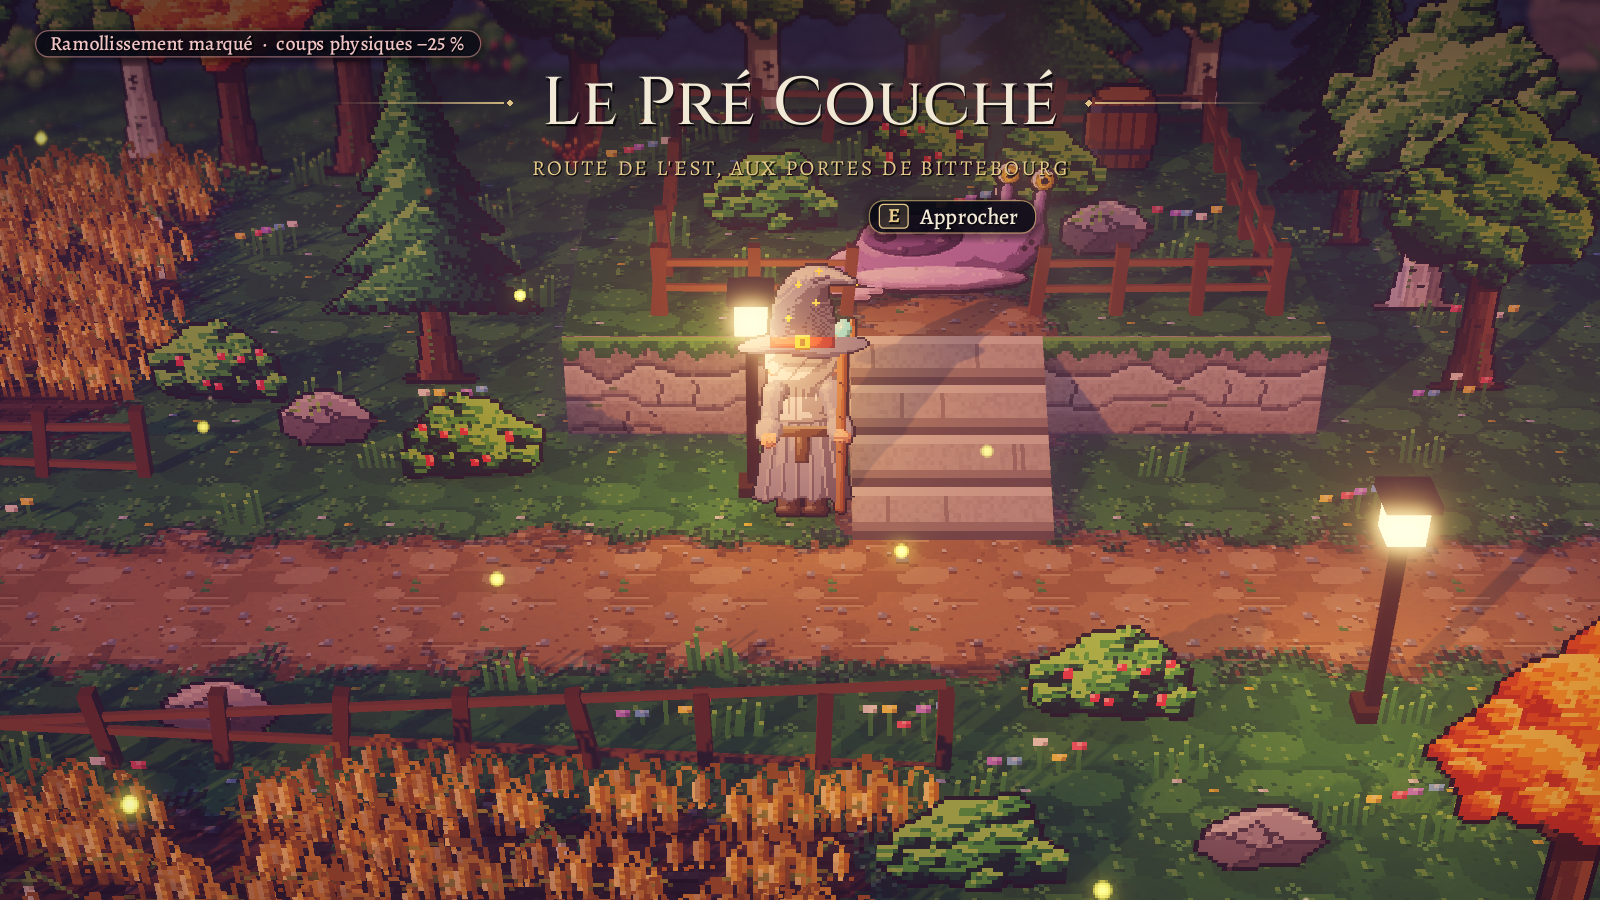 Ramollissement marqué · coups physiques −25 %
Le Pré Couché
ROUTE DE L'EST, AUX PORTES DE BITTEBOURG
E Approcher